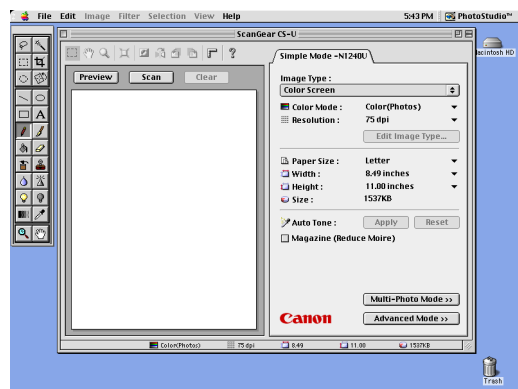 File Edit Image Filter Selection View Help 5:43 PM PhotoStudio™
ScanGear CS-U
Macintosh HD
Preview Scan Clear
Simple Mode -N1240U
Image Type :
Color Screen
Color Mode : Color(Photos)
Resolution : 75 dpi
Edit Image Type...
Paper Size : Letter
Width : 8.49 inches
Height : 11.00 inches
Size : 1537KB
Auto Tone : Apply Reset
Magazine (Reduce Moire)
Multi-Photo Mode >>
Canon Advanced Mode >>
Color(Photos) 75 dpi 8.49 11.00 1537KB
Trash